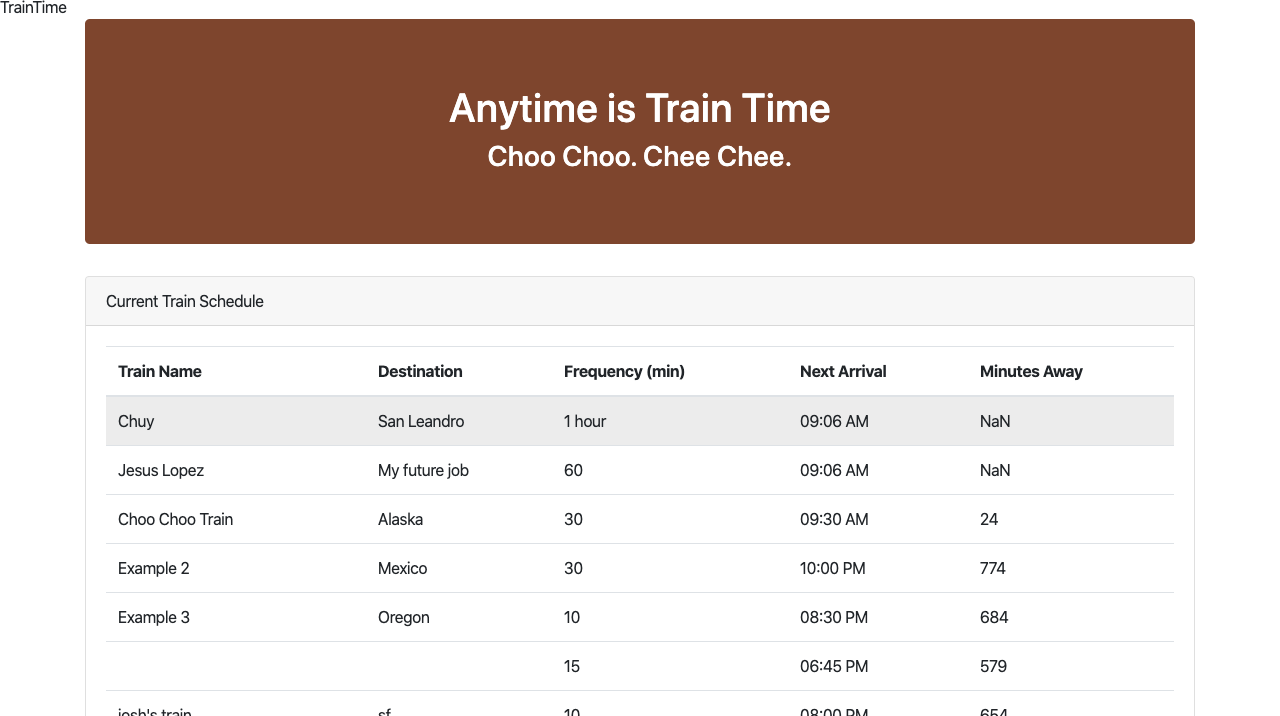 TrainTime
Anytime is Train Time
Choo Choo. Chee Chee.
Current Train Schedule
Train Name Destination Frequency (min) Next Arrival Minutes Away
Chuy San Leandro 1 hour 09:06 AM NaN
Jesus Lopez My future job 60 09:06 AM NaN
Choo Choo Train Alaska 30 09:30 AM 24
Example 2 Mexico 30 10:00 PM 774
Example 3 Oregon 10 08:30 PM 684
15 06:45 PM 579
josh's train sf 10 08:00 PM 654